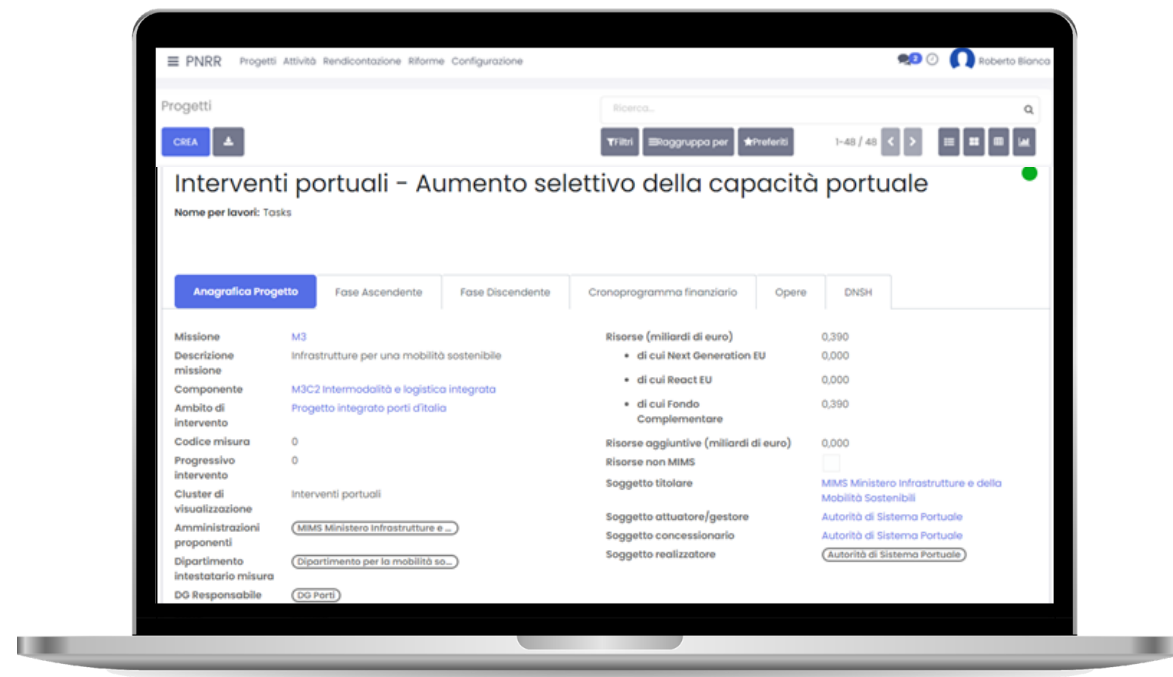 PNRR Progetti Attività Rendicontazione Riforme Configurazione 2 Roberto Bianca
Progetti
Ricerca...
CREA
Filtri Raggruppa per Preferiti 1-48 / 48
Interventi portuali - Aumento selettivo della capacità portuale
Nome per lavori: Tasks
Anagrafica Progetto Fase Ascendente Fase Discendente Cronoprogramma finanziario Opere DNSH
Missione M3
Descrizione missione Infrastrutture per una mobilità sostenibile
Componente M3C2 Intermodalità e logistica integrata
Ambito di intervento Progetto integrato porti d'italia
Codice misura 0
Progressivo intervento 0
Cluster di visualizzazione Interventi portuali
Amministrazioni proponenti MIMS Ministero Infrastrutture e ...
Dipartimento intestatario misura Dipartimento per la mobilità so...
DG Responsabile DG Porti
Risorse (miliardi di euro) 0,390
• di cui Next Generation EU 0,000
• di cui React EU 0,000
• di cui Fondo Complementare 0,390
Risorse aggiuntive (miliardi di euro) 0,000
Risorse non MIMS
Soggetto titolare MIMS Ministero Infrastrutture e della Mobilità Sostenibili
Soggetto attuatore/gestore Autorità di Sistema Portuale
Soggetto concessionario Autorità di Sistema Portuale
Soggetto realizzatore Autorità di Sistema Portuale